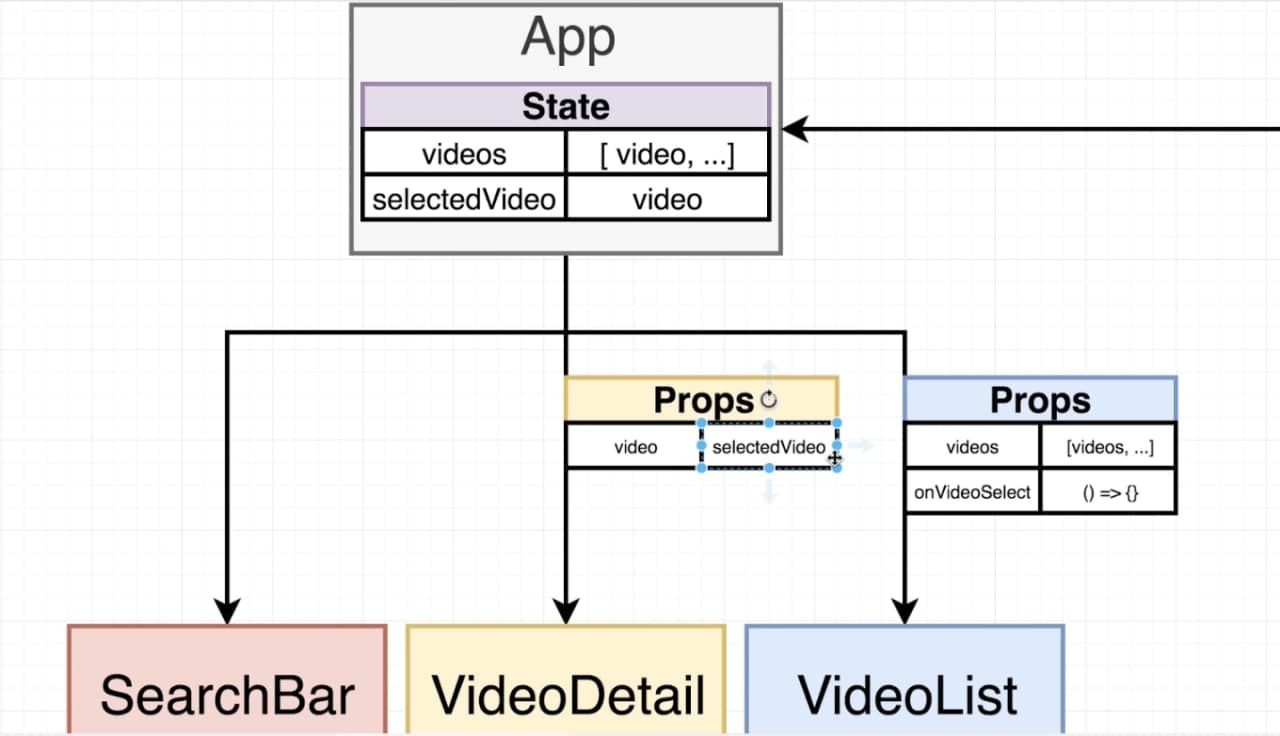 App
State
videos [ video, ...]
selectedVideo video
Props
video selectedVideo
Props
videos [videos, ...]
onVideoSelect () => {}
SearchBar
VideoDetail
VideoList